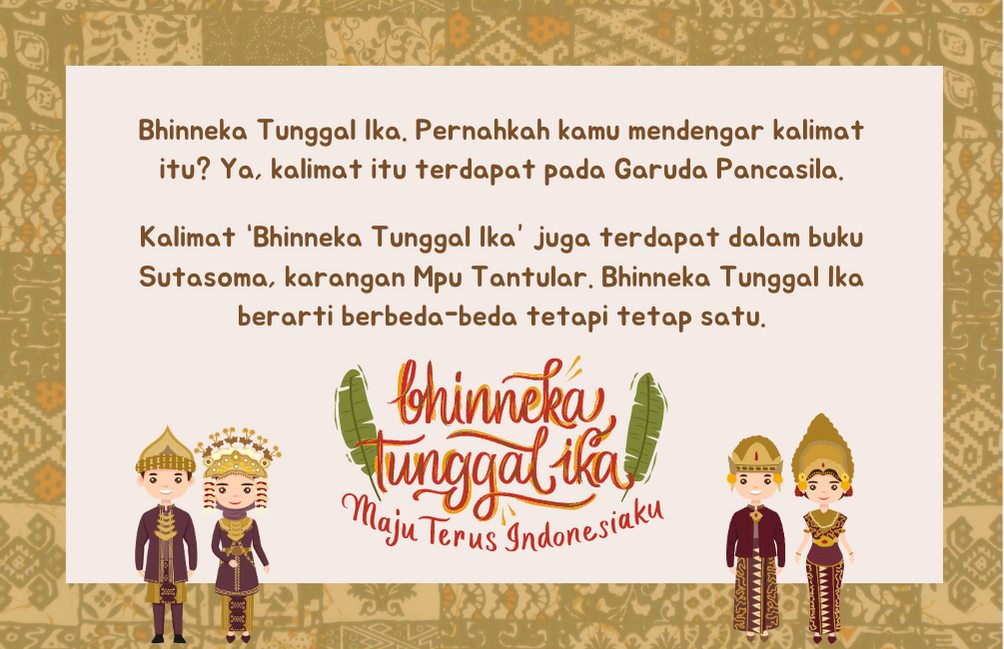 Bhinneka Tunggal Ika. Pernahkah kamu mendengar kalimat
itu? Ya, kalimat itu terdapat pada Garuda Pancasila.
Kalimat 'Bhinneka Tunggal Ika' juga terdapat dalam buku
Sutasoma, karangan Mpu Tantular. Bhinneka Tunggal Ika
berarti berbeda-beda tetapi tetap satu.
bhinneka
tunggal ika
Maju Terus Indonesiaku